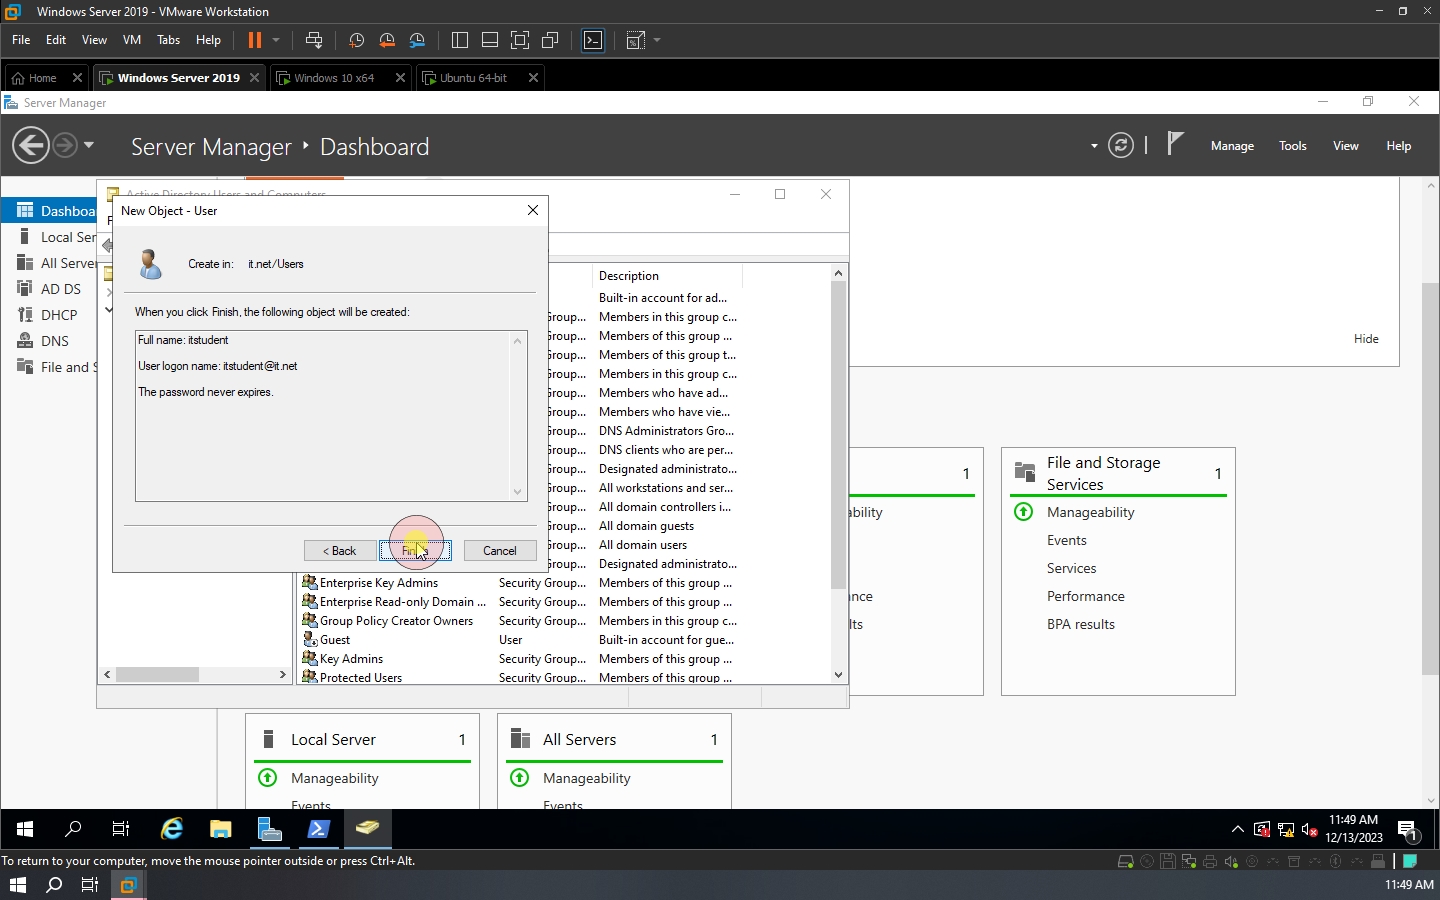 Windows Server 2019 - VMware Workstation
File Edit View VM Tabs Help
Home
Windows Server 2019
Windows 10 x64
Ubuntu 64-bit
Server Manager
Server Manager Dashboard
Manage Tools View Help
Active Directory Users and Computers
Dashboa
Local Ser
All Server
AD DS
DHCP
DNS
File and S
New Object - User
Create in: it.net/Users
When you click Finish, the following object will be created:
Full name: itstudent
User logon name: itstudent@it.net
The password never expires.
< Back
Cancel
Description
Built-in account for ad...
Group... Members in this group c...
Group... Members of this group ...
Group... Members of this group t...
Group... Members in this group c...
Group... Members who have ad...
Group... Members who have vie...
Group... DNS Administrators Gro...
Group... DNS clients who are per...
Group... Designated administrato...
Group... All workstations and ser...
Group... All domain controllers i...
Group... All domain guests
Group... All domain users
Group... Designated administrato...
Enterprise Key Admins Security Group... Members of this group ...
Enterprise Read-only Domain ... Security Group... Members of this group ...
Group Policy Creator Owners Security Group... Members in this group c...
Guest User Built-in account for gue...
Key Admins Security Group... Members of this group ...
Protected Users Security Group... Members of this group ...
Hide
1
ability
nce
lts
File and Storage Services 1
Manageability
Events
Services
Performance
BPA results
Local Server 1
Manageability
Events
All Servers 1
Manageability
Events
11:49 AM
12/13/2023
1
To return to your computer, move the mouse pointer outside or press Ctrl+Alt.
11:49 AM